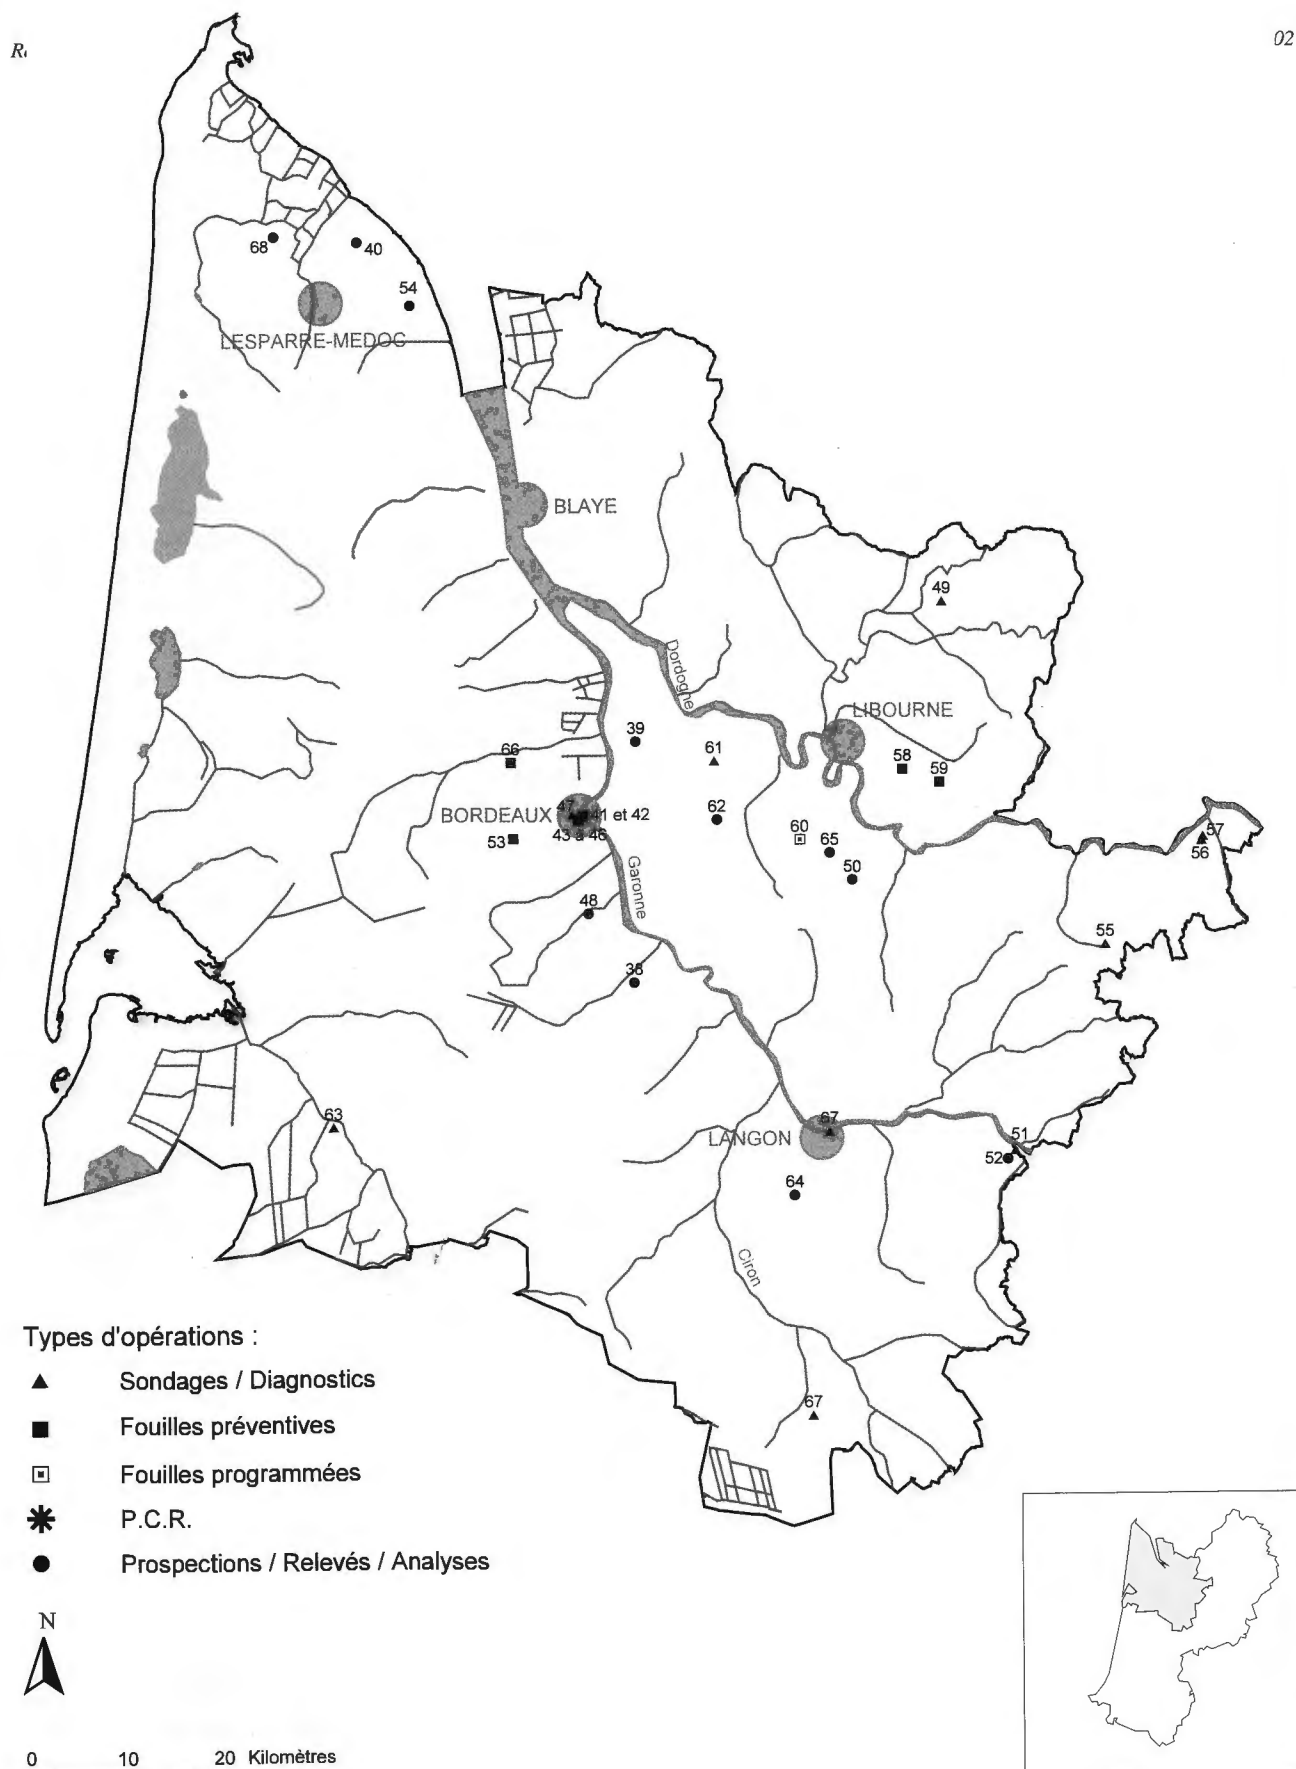 02
68
40
54
LESPARRE-MEDOC
BLAYE
49
Dordogne
LIBOURNE
39
61
66
58
59
BORDEAUX
47
41 et 42
43 à 46
53
62
60
65
50
57
56
Garonne
48
55
38
63
67
LANGON
51
52
64
Ciron
67
Types d'opérations :
Sondages / Diagnostics
Fouilles préventives
Fouilles programmées
P.C.R.
Prospections / Relevés / Analyses
N
0 10 20 Kilomètres